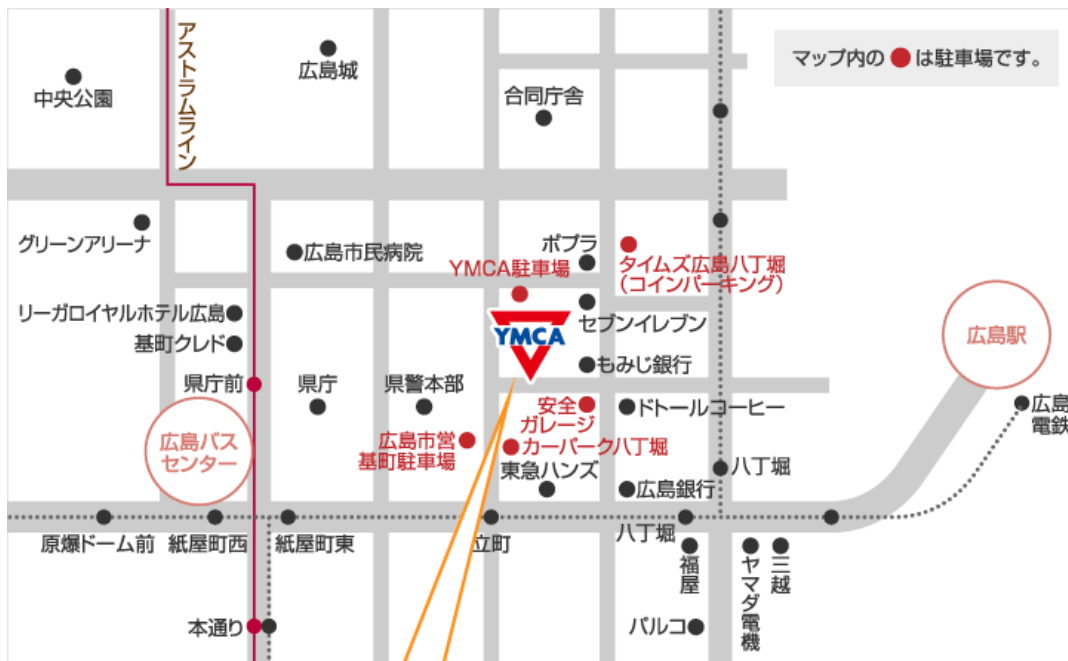 アストラムライン
広島城
中央公園
合同庁舎
マップ内の ● は駐車場です。
グリーンアリーナ
広島市民病院
ポプラ
YMCA駐車場
タイムズ広島八丁堀
（コインパーキング）
リーガロイヤルホテル広島
基町クレド
YMCA
セブンイレブン
もみじ銀行
広島駅
県庁前
県庁
県警本部
安全
ガレージ
ドトールコーヒー
広島
電鉄
広島バス
センター
広島市営
基町駐車場
カーパーク八丁堀
東急ハンズ
広島銀行
八丁堀
原爆ドーム前
紙屋町西
紙屋町東
立町
八丁堀
福屋
ヤマダ電機
三越
本通り
パルコ